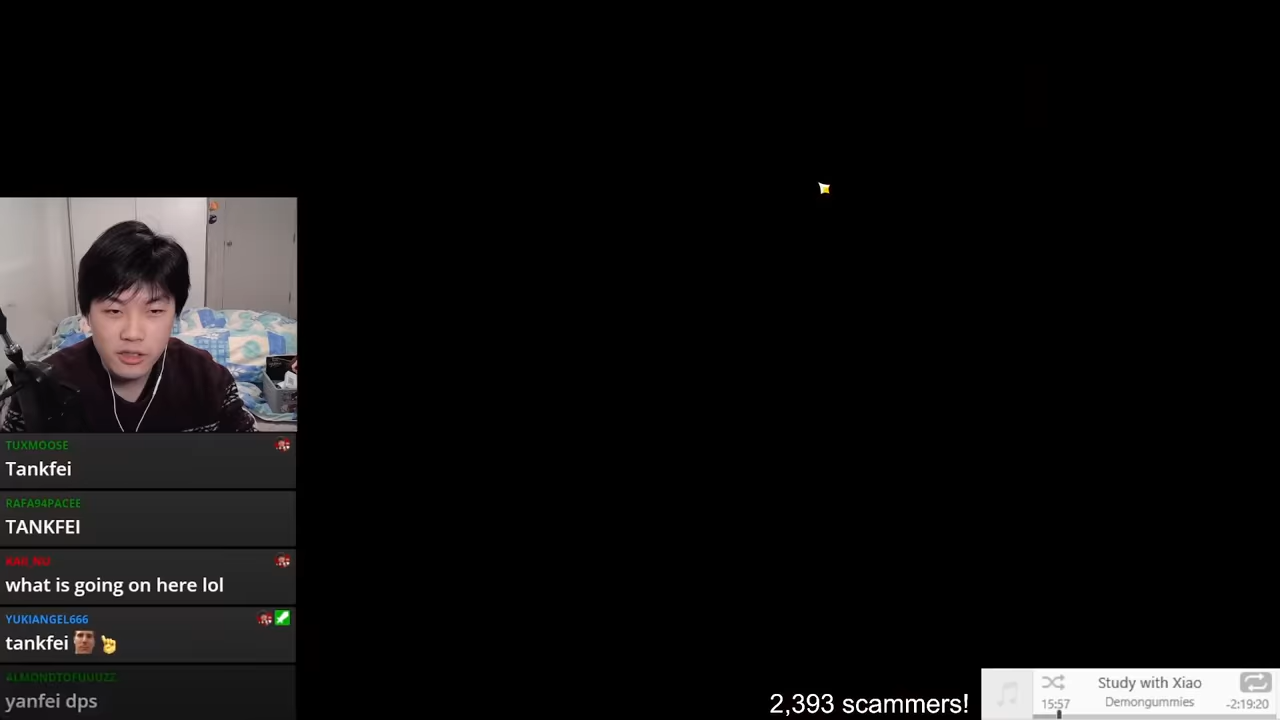 TUXMOOSE
Tankfei
RAFA94PACEE
TANKFEI
what is going on here lol
YUKIANGEL666
tankfei
ALMONDTOFUUUZZ
yanfei dps
2,393 scammers!
Study with Xiao
15:57
Demongummies
-2:19:20